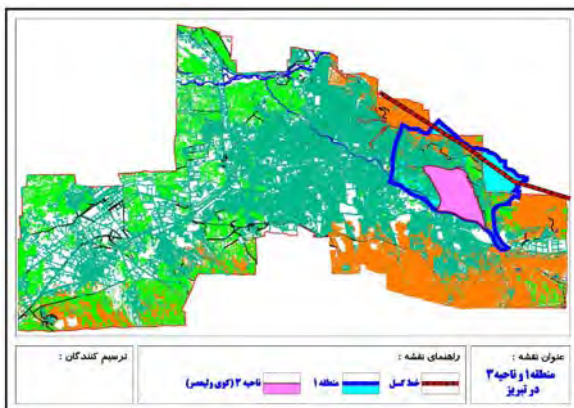 عنوان نقشه :
منطقه ۱ و ناحیه ۳
در تبریز
راهنمای نقشه :
خط گسل
منطقه ۱
ناحیه ۳ (کوی ولیعصر)
ترسیم کنندگان :